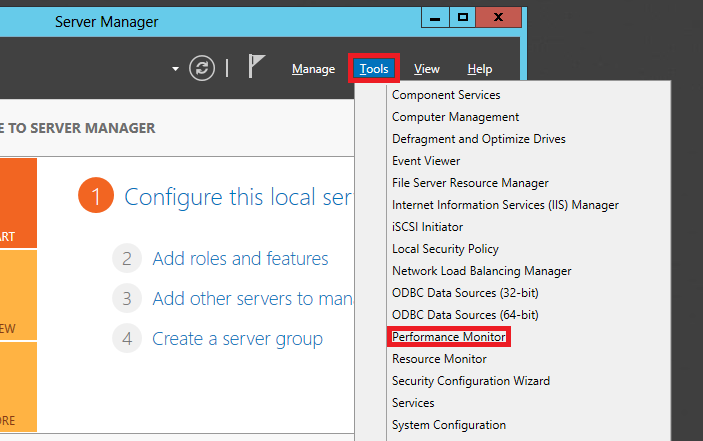 Server Manager
Manage Tools View Help
E TO SERVER MANAGER
Component Services
Computer Management
Defragment and Optimize Drives
Event Viewer
File Server Resource Manager
Internet Information Services (IIS) Manager
iSCSI Initiator
Local Security Policy
Network Load Balancing Manager
ODBC Data Sources (32-bit)
ODBC Data Sources (64-bit)
Performance Monitor
Resource Monitor
Security Configuration Wizard
Services
System Configuration
ART
EW
ORE
1 Configure this local ser
2 Add roles and features
3 Add other servers to mana
4 Create a server group